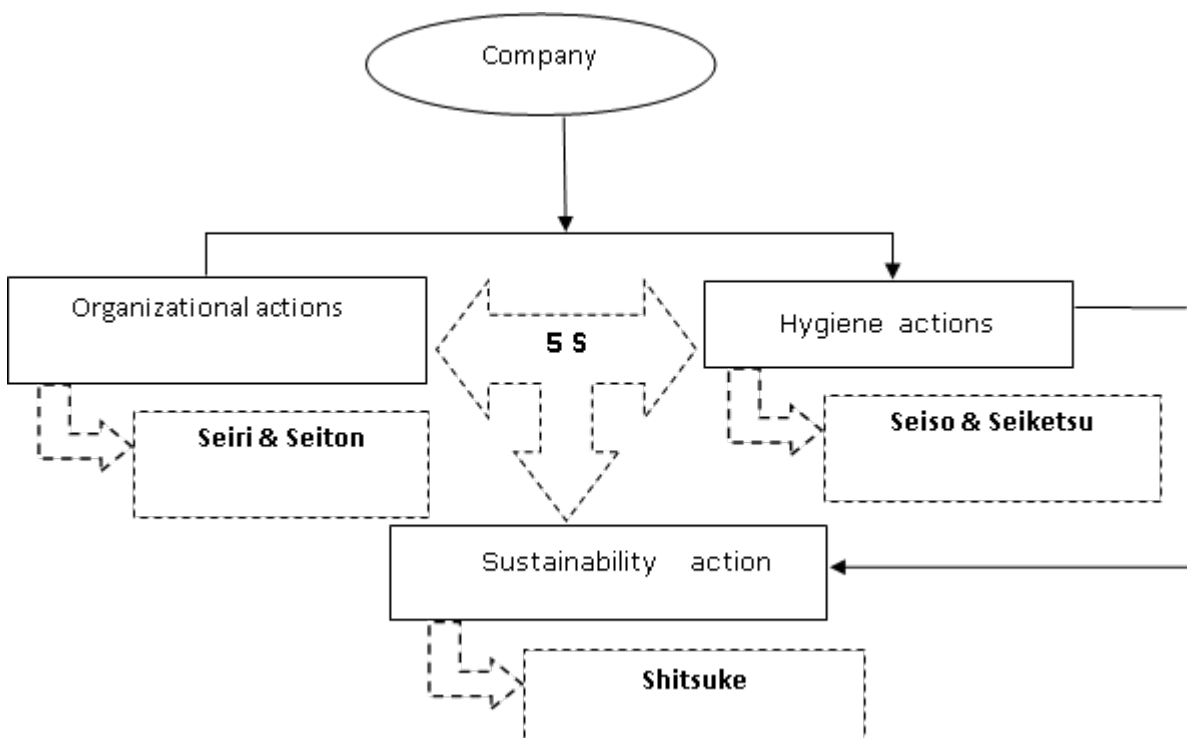 Company
Organizational actions
5 S
Hygiene actions
Seiri & Seiton
Seiso & Seiketsu
Sustainability action
Shitsuke